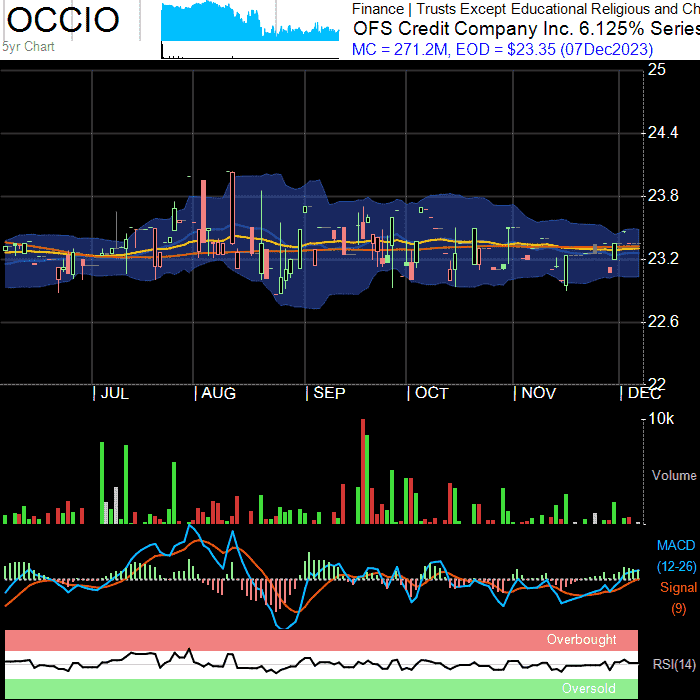 OCCIO
5yr Chart
Finance | Trusts Except Educational Religious and Ch
OFS Credit Company Inc. 6.125% Series
MC = 271.2M, EOD = $23.35 (07Dec2023)
25
24.4
23.8
23.2
22.6
22
JUL AUG SEP OCT NOV DEC
10k
Volume
MACD
(12-26)
Signal
(9)
Overbought
RSI(14)
Oversold